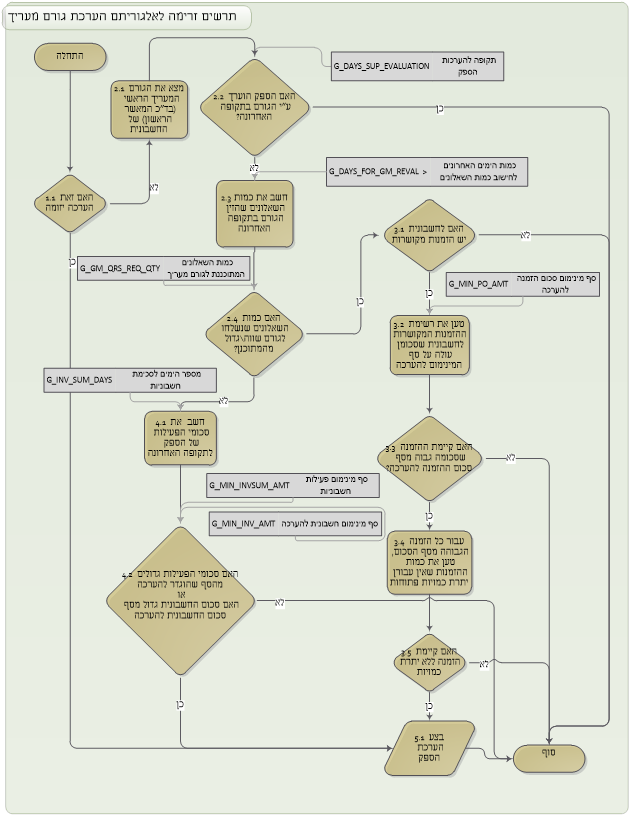 תרשים זרימה לאלגוריתם הערכת גורם מעריך
התחלה
2.1 מצא את הגורם
המעריך הראשי
(בד"כ המאשר
הראשון) של
החשבונית
2.2 האם הספק הוערך
ע"י הגורם בתקופה
האחרונה?
G_DAYS_SUP_EVALUATION
תקופה להערכות
הספק
כן
לא
G_DAYS_FOR_GM_REVAL >
כמות הימים האחרונים
לחישוב כמות השאלונים
1.1 האם זאת
הערכה יזומה
לא
כן
2.3 חשב את כמות
השאלונים שהזין
הגורם בתקופה
האחרונה
3.1 האם לחשבונית
יש הזמנות מקושרות
לא
כן
G_GM_QRS_REQ_QTY
כמות השאלונים
המתוכננת לגורם מעריך
G_MIN_PO_AMT
סף מינימום סכום הזמנה
להערכה
2.4 האם כמות
השאלונים שנשלחו
לגורם שווה\גדול
מהמתוכנן?
כן
לא
3.2 טען את רשימת
ההזמנות המקושרות
לחשבונית שסכומן
עולה על סף
המינימום להערכה
G_INV_SUM_DAYS
מספר הימים לסכימת
חשבוניות
4.1 חשב את
סכומי הפעילות
של הספק
לתקופה האחרונה
3.3 האם קיימת ההזמנה
שסכומה גבוה מסף
סכום ההזמנה להערכה?
לא
כן
G_MIN_INVSUM_AMT
סף מינימום פעילות
חשבוניות
G_MIN_INV_AMT
סף מינימום חשבונית להערכה
3.4 עבור כל הזמנה
הגבוהה מסף הסכום,
טען את כמות
ההזמנות שאין עבורן
יתרת כמויות פתוחות
4.2 האם סכומי הפעילות גדולים
מהסף שהוגדר להערכה
או
האם סכום החשבונית גדול מסף
סכום החשבונית להערכה
לא
כן
3.5 האם קיימת
הזמנה ללא יתרת
כמויות
לא
כן
5.1 בצע
הערכת
הספק
סוף